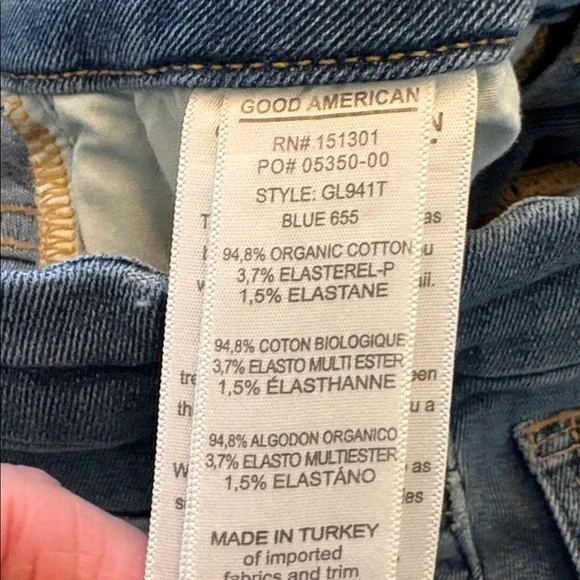 GOOD AMERICAN
RN# 151301
PO# 05350-00
STYLE: GL941T
BLUE 655
94,8% ORGANIC COTTON
3,7% ELASTEREL-P
1,5% ELASTANE
94,8% COTON BIOLOGIQUE
3,7% ELASTO MULTI ESTER
1,5% ÉLASTHANNE
94,8% ALGODON ORGANICO
3,7% ELASTO MULTIESTER
1,5% ELASTÁNO
MADE IN TURKEY
of imported
fabrics and trim